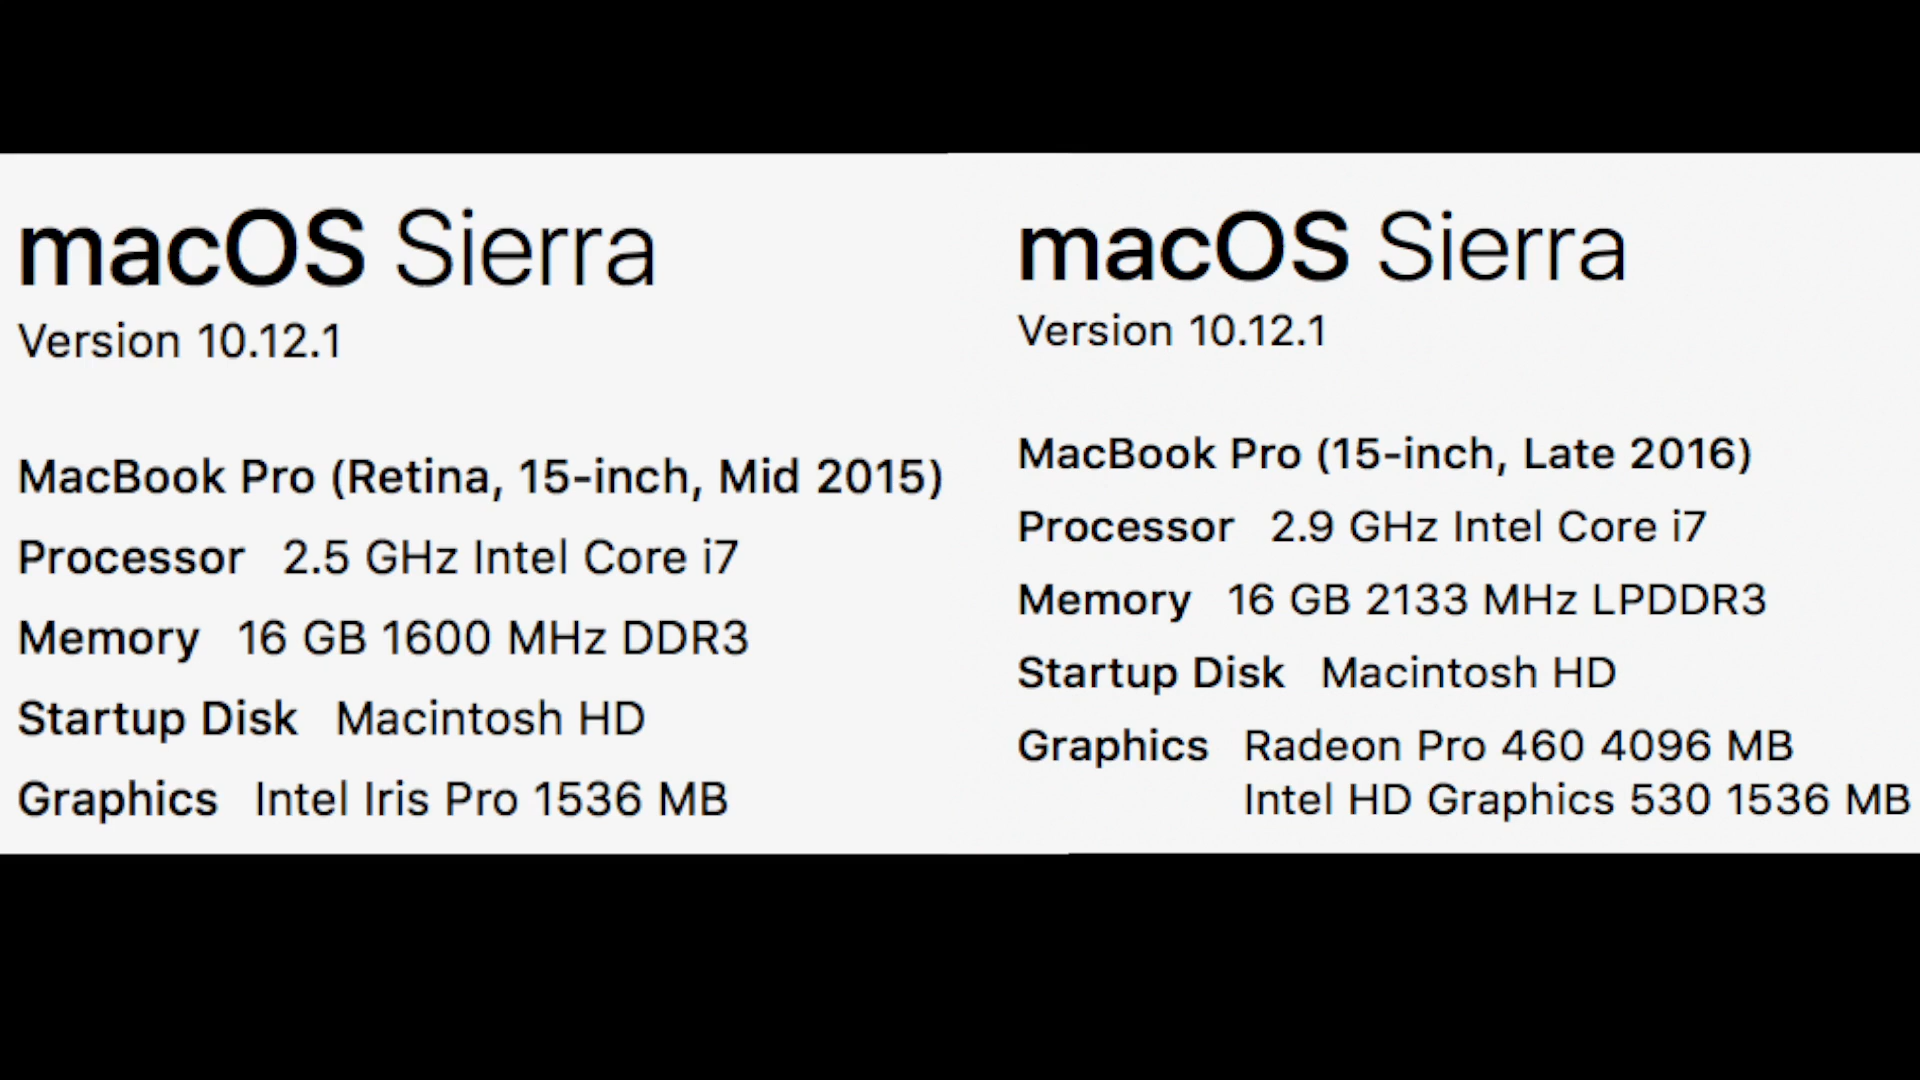 macOS Sierra
Version 10.12.1
MacBook Pro (Retina, 15-inch, Mid 2015)
Processor 2.5 GHz Intel Core i7
Memory 16 GB 1600 MHz DDR3
Startup Disk Macintosh HD
Graphics Intel Iris Pro 1536 MB
macOS Sierra
Version 10.12.1
MacBook Pro (15-inch, Late 2016)
Processor 2.9 GHz Intel Core i7
Memory 16 GB 2133 MHz LPDDR3
Startup Disk Macintosh HD
Graphics Radeon Pro 460 4096 MB
Intel HD Graphics 530 1536 MB